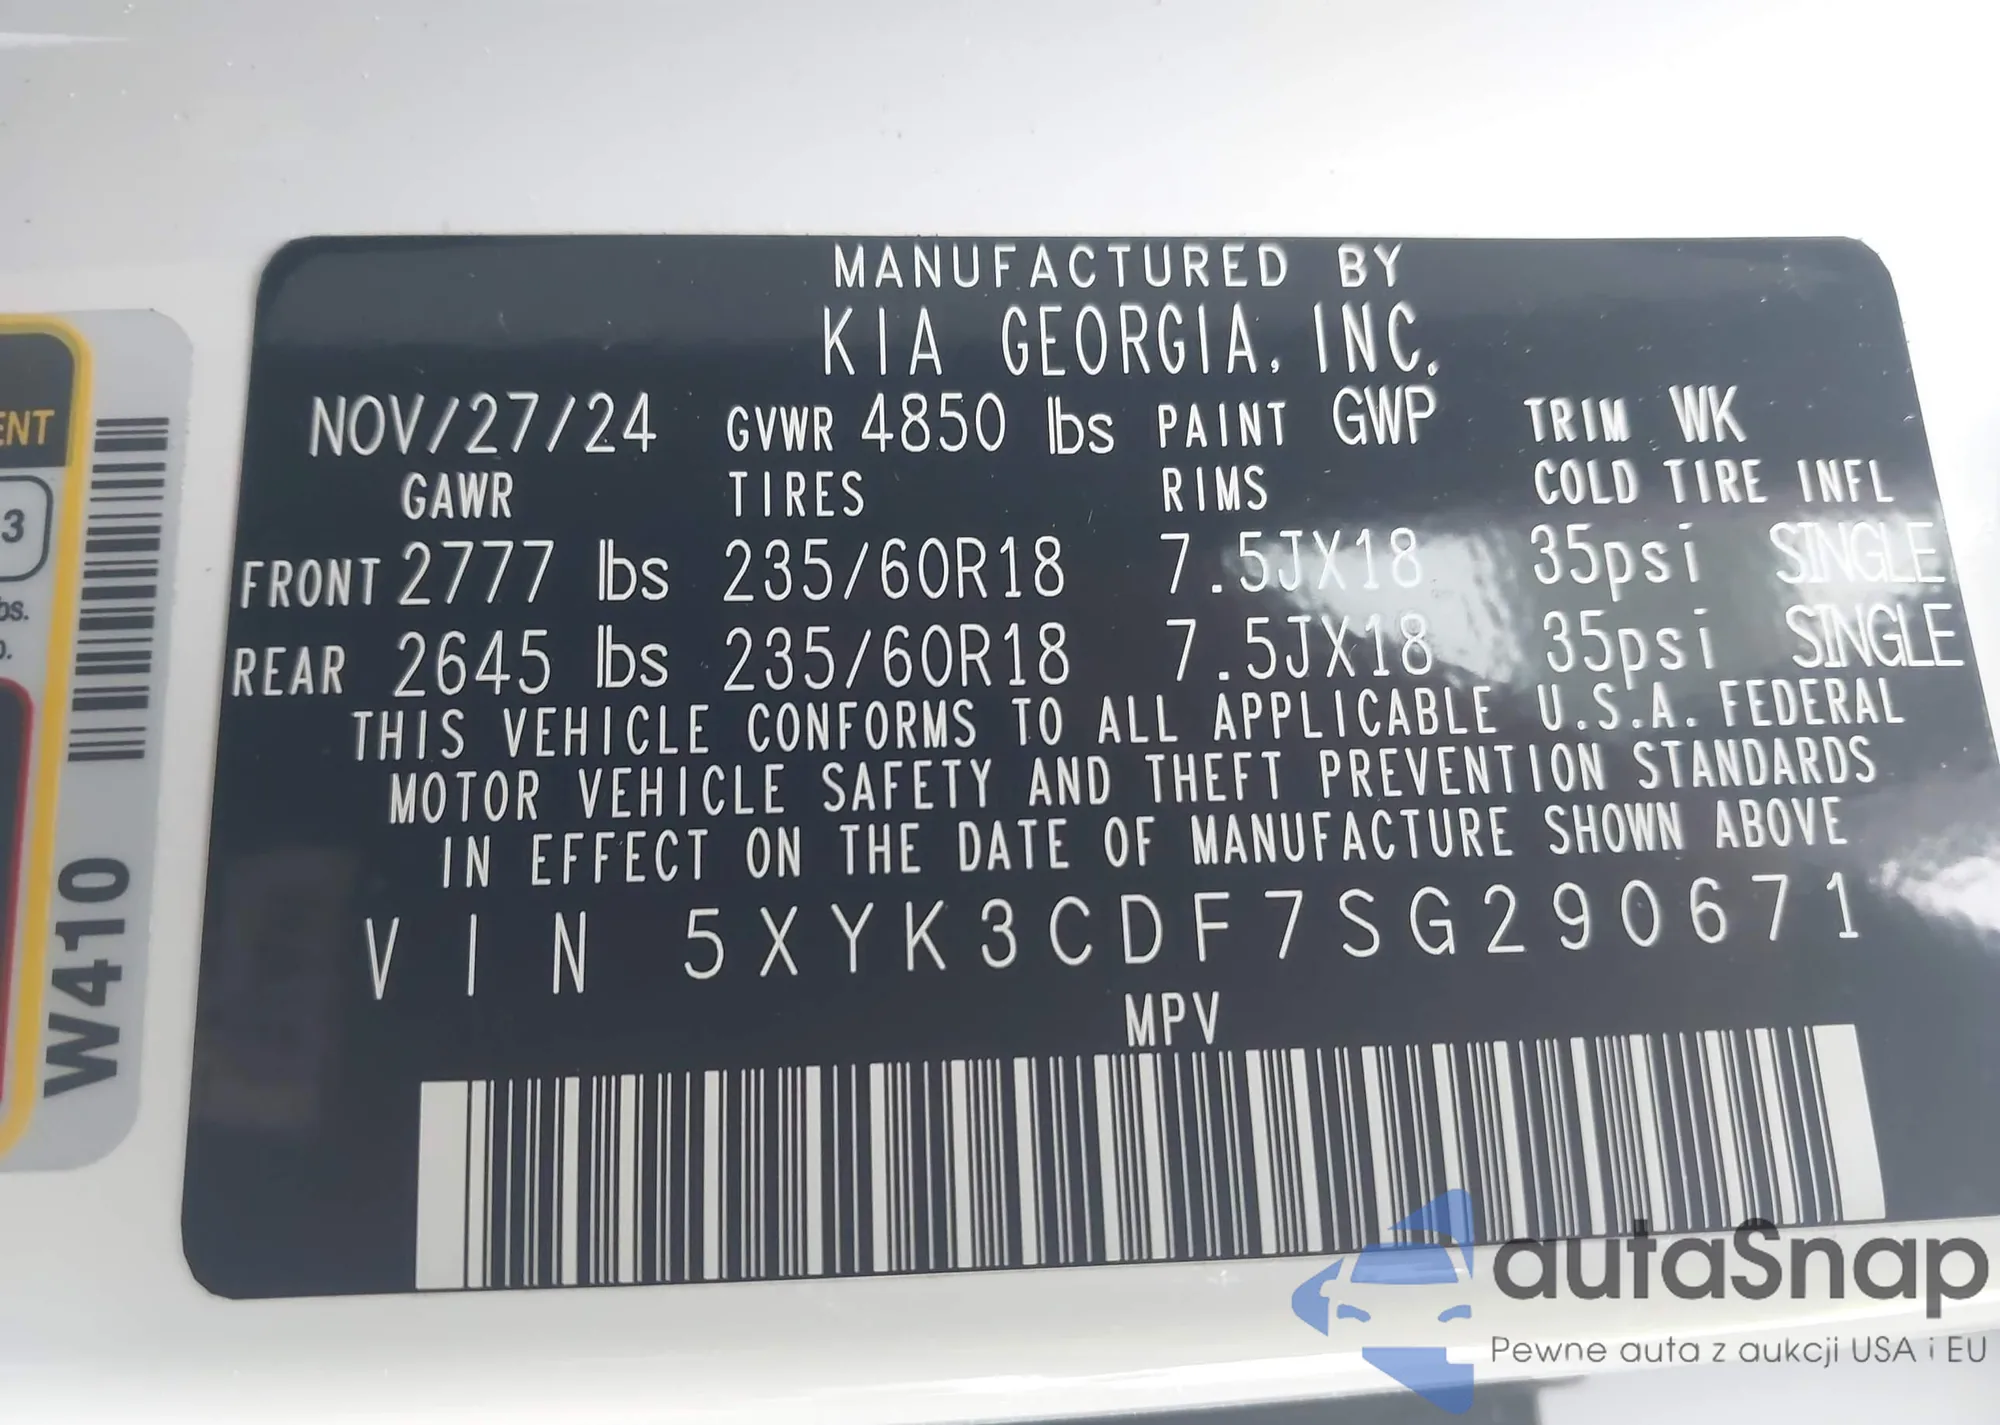 MANUFACTURED BY
KIA GEORGIA, INC.
NOV/27/24 GVWR 4850 lbs PAINT GWP TRIM WK
GAWR TIRES RIMS COLD TIRE INFL
FRONT 2777 lbs 235/60R18 7.5JX18 35psi SINGLE
REAR 2645 lbs 235/60R18 7.5JX18 35psi SINGLE
THIS VEHICLE CONFORMS TO ALL APPLICABLE U.S.A. FEDERAL
MOTOR VEHICLE SAFETY AND THEFT PREVENTION STANDARDS
IN EFFECT ON THE DATE OF MANUFACTURE SHOWN ABOVE
VIN 5XYK3CDF7SG290671
MPV
ENT
3
bs.
W410
autaSnap
Pewne auta z aukcji USA i EU